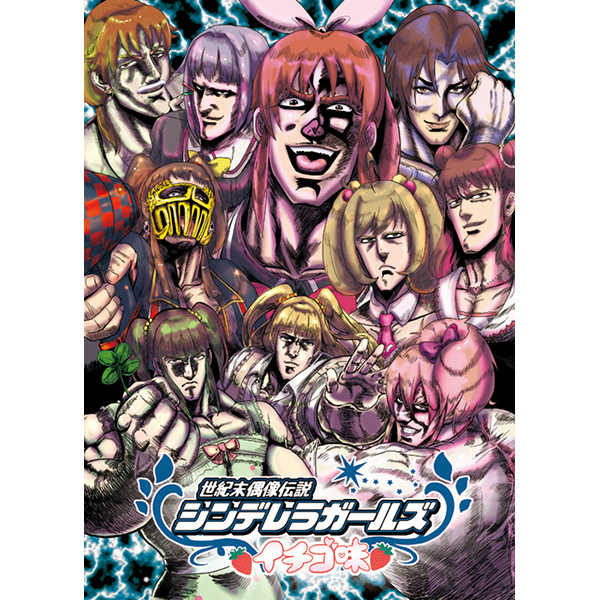 世紀末偶像伝説
シンデレラガールズ
イチゴ味